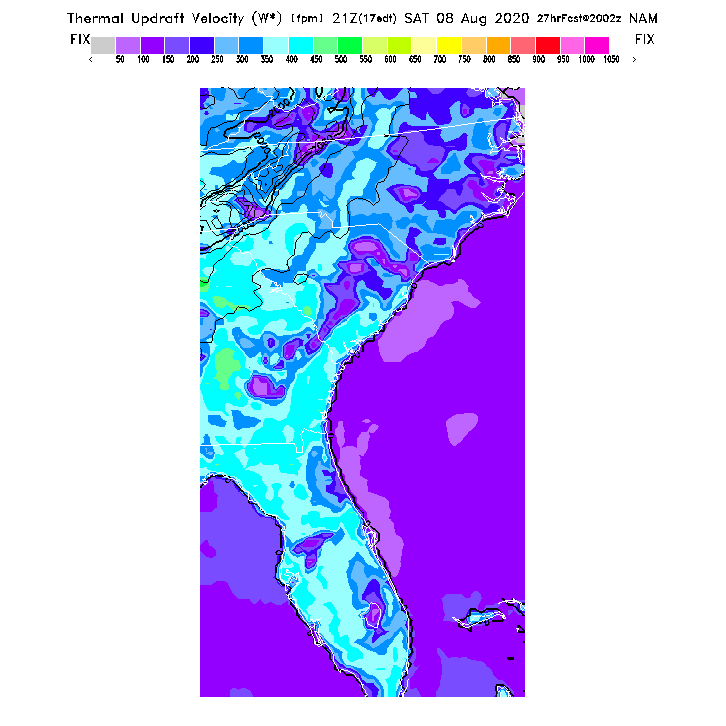 Thermal Updraft Velocity (W*) [fpm] 21Z(17edt) SAT 08 Aug 2020 27hrFcst@2002z NAM
FIX FIX
< 50 100 150 200 250 300 350 400 450 500 550 600 650 700 750 800 850 900 950 1000 1050 >